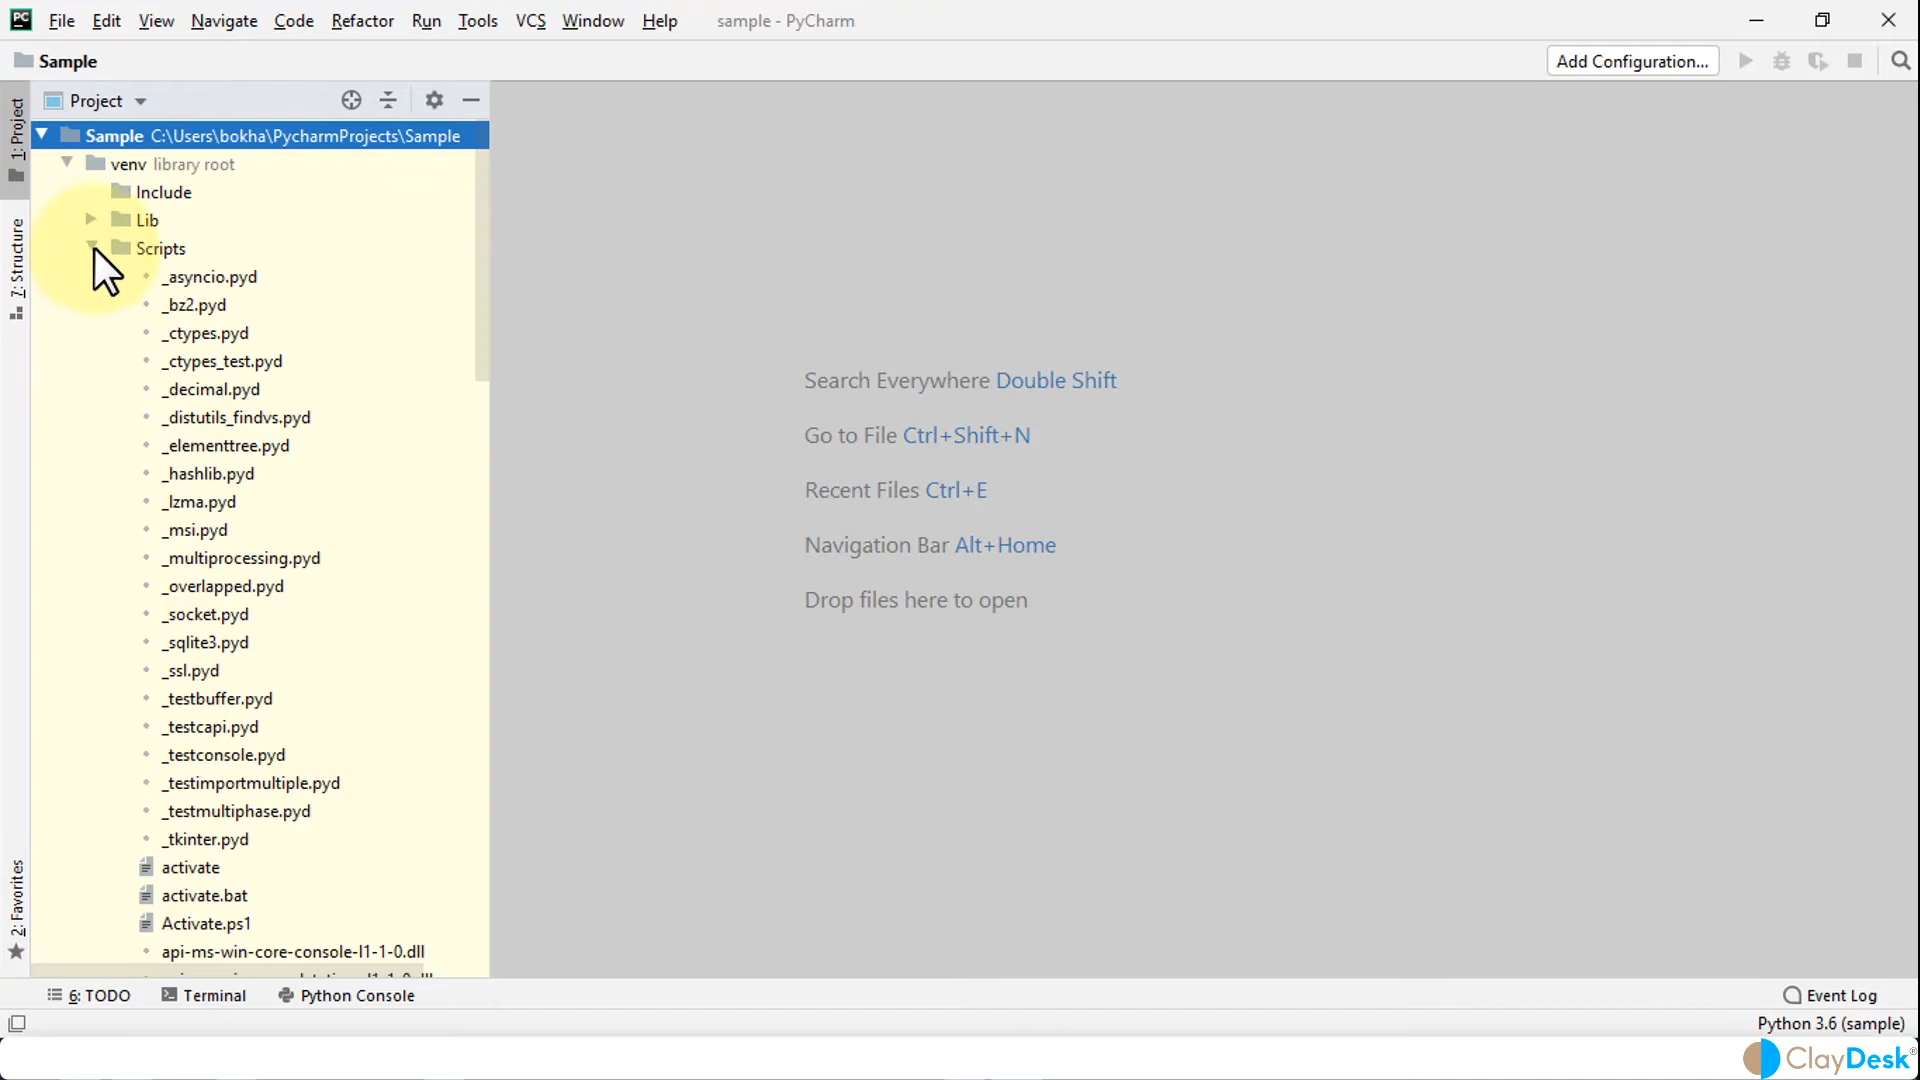 PC File Edit View Navigate Code Refactor Run Tools VCS Window Help sample - PyCharm
Sample Add Configuration...
1: Project
7: Structure
2: Favorites
Project
Sample C:\Users\bokha\PycharmProjects\Sample
venv library root
Include
Lib
Scripts
_asyncio.pyd
_bz2.pyd
_ctypes.pyd
_ctypes_test.pyd
_decimal.pyd
_distutils_findvs.pyd
_elementtree.pyd
_hashlib.pyd
_lzma.pyd
_msi.pyd
_multiprocessing.pyd
_overlapped.pyd
_socket.pyd
_sqlite3.pyd
_ssl.pyd
_testbuffer.pyd
_testcapi.pyd
_testconsole.pyd
_testimportmultiple.pyd
_testmultiphase.pyd
_tkinter.pyd
activate
activate.bat
Activate.ps1
api-ms-win-core-console-l1-1-0.dll
Search Everywhere Double Shift
Go to File Ctrl+Shift+N
Recent Files Ctrl+E
Navigation Bar Alt+Home
Drop files here to open
6: TODO Terminal Python Console Event Log
Python 3.6 (sample)
ClayDesk®